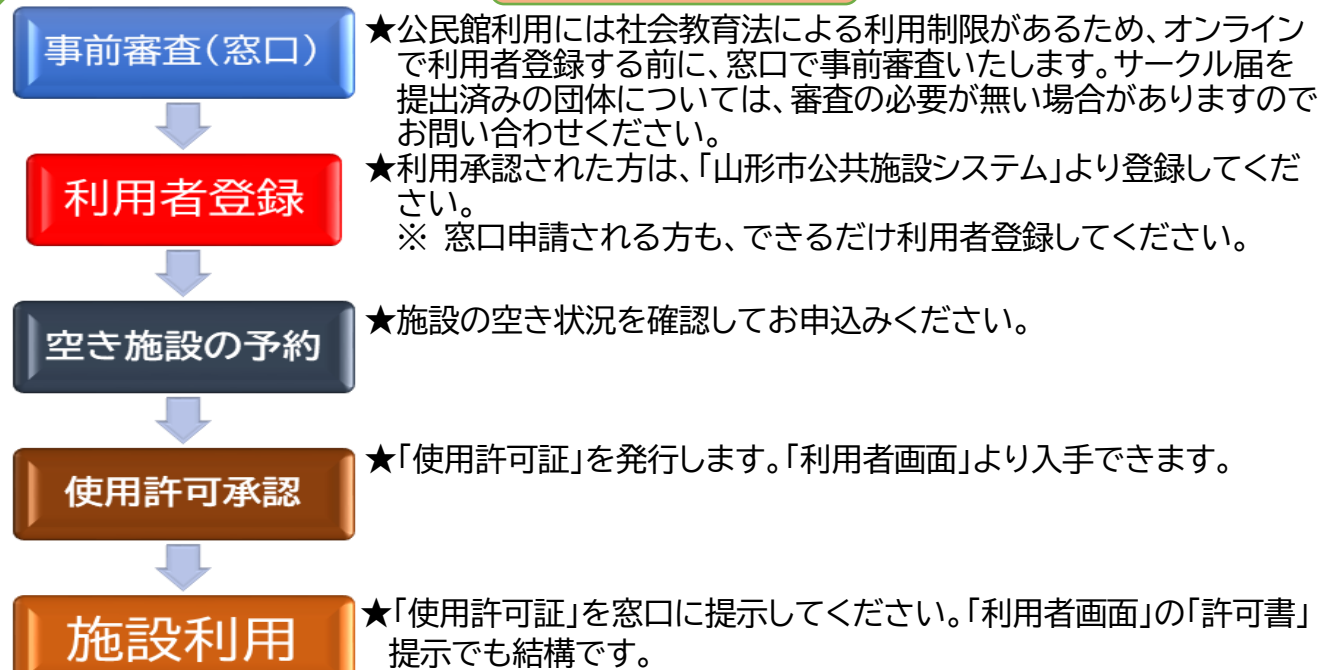 事前審査(窓口)
★公民館利用には社会教育法による利用制限があるため、オンライン
で利用者登録する前に、窓口で事前審査いたします。サークル届を
提出済みの団体については、審査の必要が無い場合がありますので
お問い合わせください。
利用者登録
★利用承認された方は、「山形市公共施設システム」より登録してくだ
さい。
※ 窓口申請される方も、できるだけ利用者登録してください。
空き施設の予約
★施設の空き状況を確認してお申込みください。
使用許可承認
★「使用許可証」を発行します。「利用者画面」より入手できます。
施設利用
★「使用許可証」を窓口に提示してください。「利用者画面」の「許可書」
提示でも結構です。